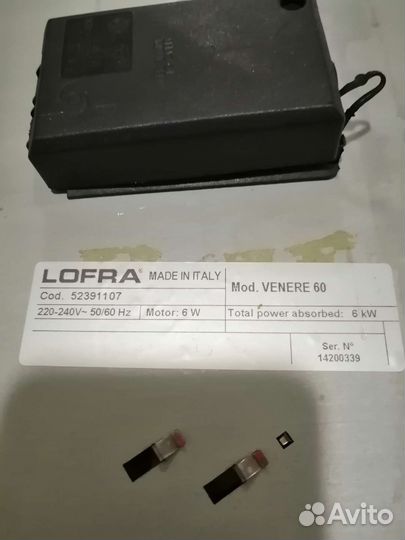 LOFRA® MADE IN ITALY
Mod. VENERE 60
Cod. 52391107
220-240V~ 50/60 Hz Motor: 6 W Total power absorbed: 6 kW
Ser. N°
14200339
Avito